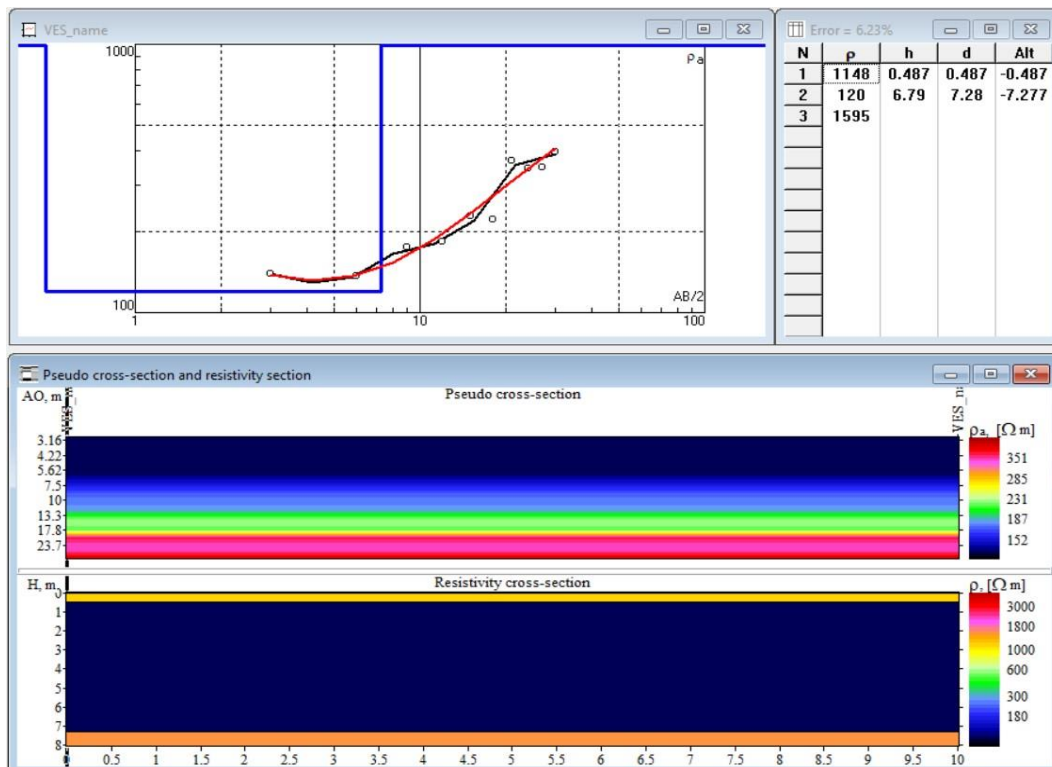 VES_name
1000
ρa
100
AB/2
1
10
100
Error = 6.23%
N ρ h d Alt
1 1148 0.487 0.487 -0.487
2 120 6.79 7.28 -7.277
3 1595
Pseudo cross-section and resistivity section
AO, m
Pseudo cross-section
3.16
4.22
5.62
7.5
10
13.3
17.8
23.7
ρa, [Ω m]
351
285
231
187
152
H, m
Resistivity cross-section
0
1
2
3
4
5
6
7
8
0 0.5 1 1.5 2 2.5 3 3.5 4 4.5 5 5.5 6 6.5 7 7.5 8 8.5 9 9.5 10
ρ, [Ω m]
3000
1800
1000
600
300
180